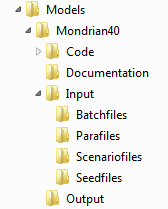 Models
Mondrian40
Code
Documentation
Input
Batchfiles
Parafiles
Scenariofiles
Seedfiles
Output